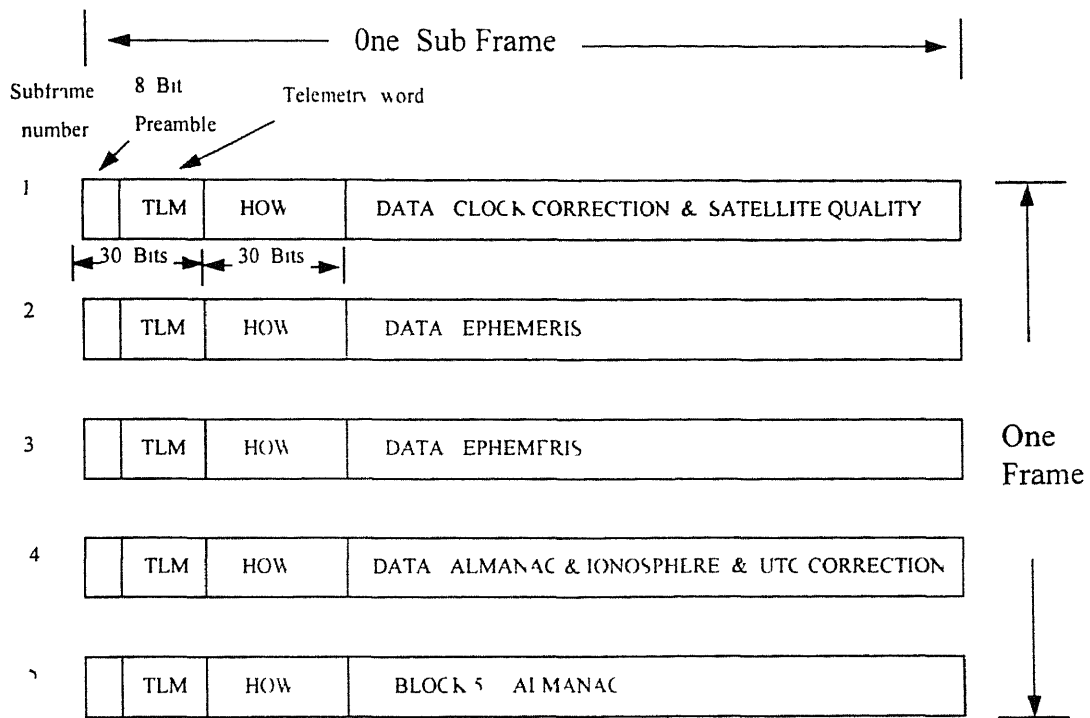 One Sub Frame
Subframe number
8 Bit Preamble
Telemetry word
1
TLM HOW DATA CLOCK CORRECTION & SATELLITE QUALITY
30 Bits 30 Bits
2
TLM HOW DATA EPHEMERIS
3
TLM HOW DATA EPHEMERIS
One Frame
4
TLM HOW DATA ALMANAC & IONOSPHERE & UTC CORRECTION
TLM HOW BLOCK 5 ALMANAC